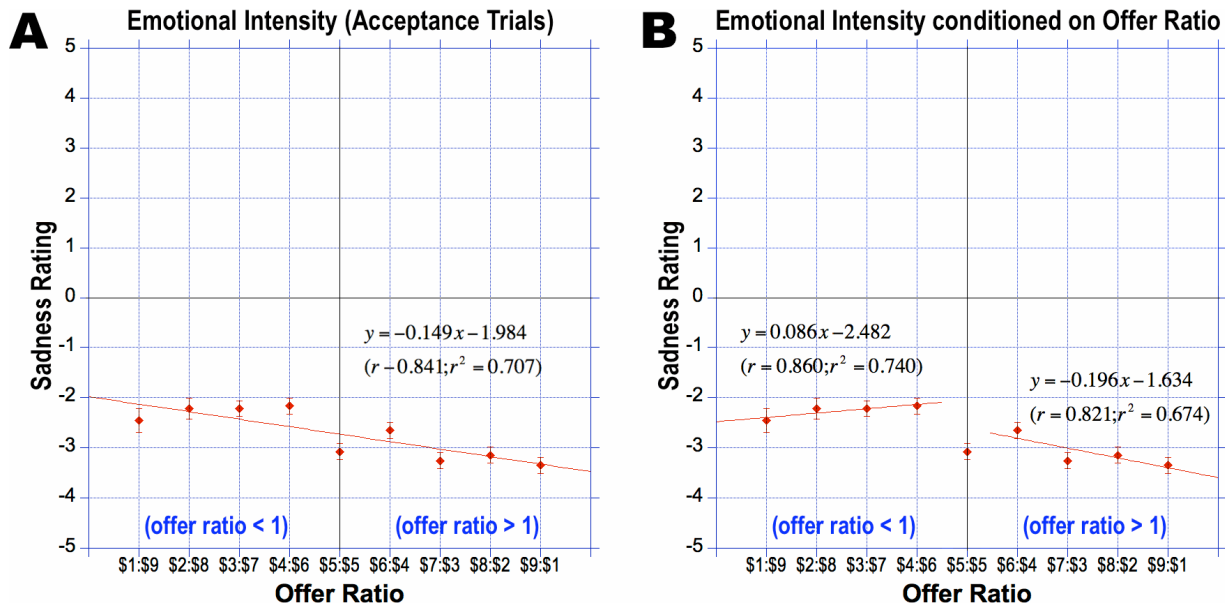 A
Emotional Intensity (Acceptance Trials)
5
4
3
2
1
0
-1
-2
-3
-4
-5
Sadness Rating
y = −0.149x − 1.984
(r − 0.841; r² = 0.707)
(offer ratio < 1)
(offer ratio > 1)
$1:$9 $2:$8 $3:$7 $4:$6 $5:$5 $6:$4 $7:$3 $8:$2 $9:$1
Offer Ratio
B
Emotional Intensity conditioned on Offer Ratio
5
4
3
2
1
0
-1
-2
-3
-4
-5
Sadness Rating
y = 0.086x − 2.482
(r = 0.860; r² = 0.740)
y = −0.196x − 1.634
(r = 0.821; r² = 0.674)
(offer ratio < 1)
(offer ratio > 1)
$1:$9 $2:$8 $3:$7 $4:$6 $5:$5 $6:$4 $7:$3 $8:$2 $9:$1
Offer Ratio